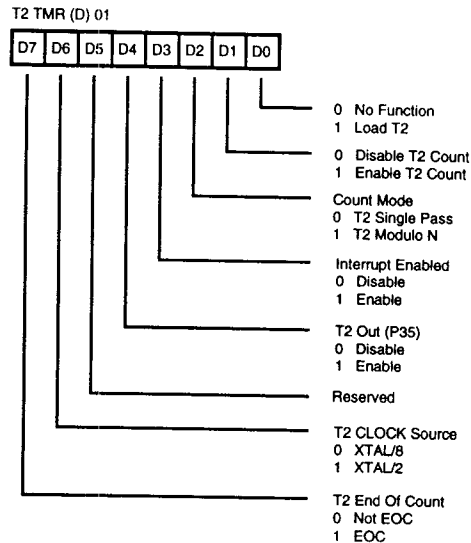 T2 TMR (D) 01
D7 D6 D5 D4 D3 D2 D1 D0
0 No Function
1 Load T2
0 Disable T2 Count
1 Enable T2 Count
Count Mode
0 T2 Single Pass
1 T2 Modulo N
Interrupt Enabled
0 Disable
1 Enable
T2 Out (P35)
0 Disable
1 Enable
Reserved
T2 CLOCK Source
0 XTAL/8
1 XTAL/2
T2 End Of Count
0 Not EOC
1 EOC